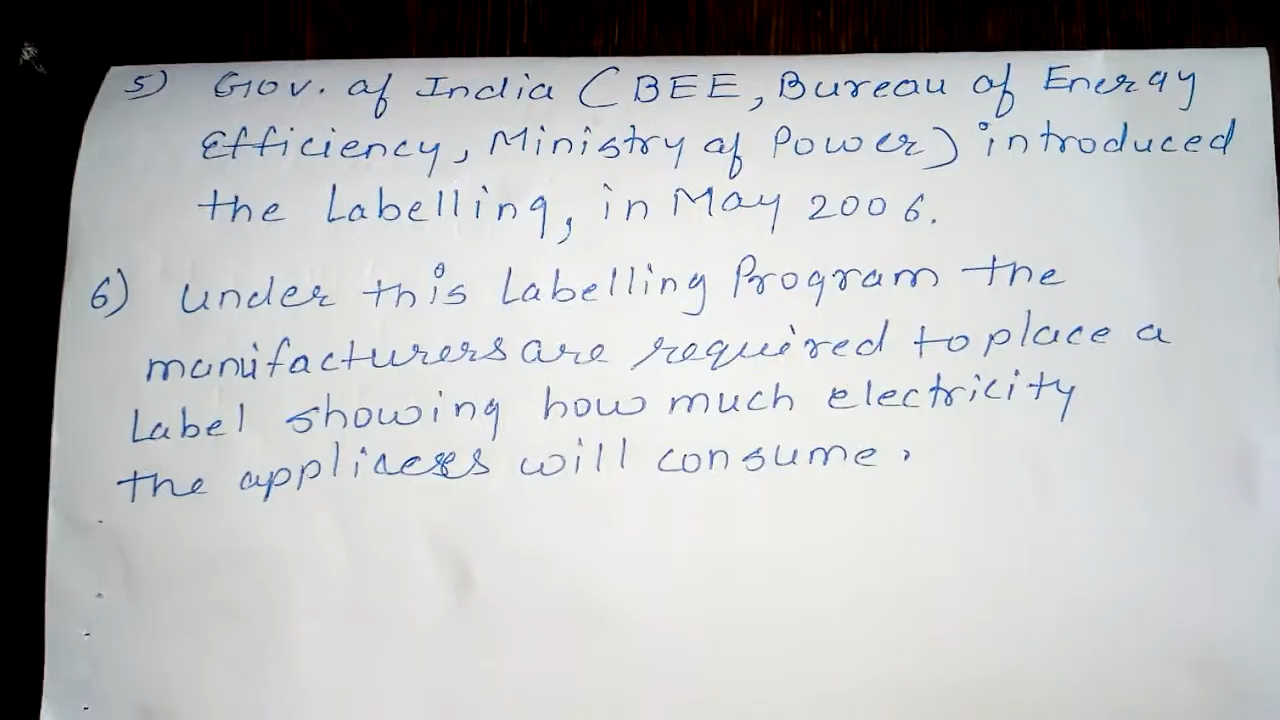 5) Gov. of India (BEE, Bureau of Energy
Efficiency, Ministry of Power) introduced
the Labelling, in May 2006.
6) Under this Labelling Program the
manufacturers are required to place a
Label showing how much electricity
the will consume.